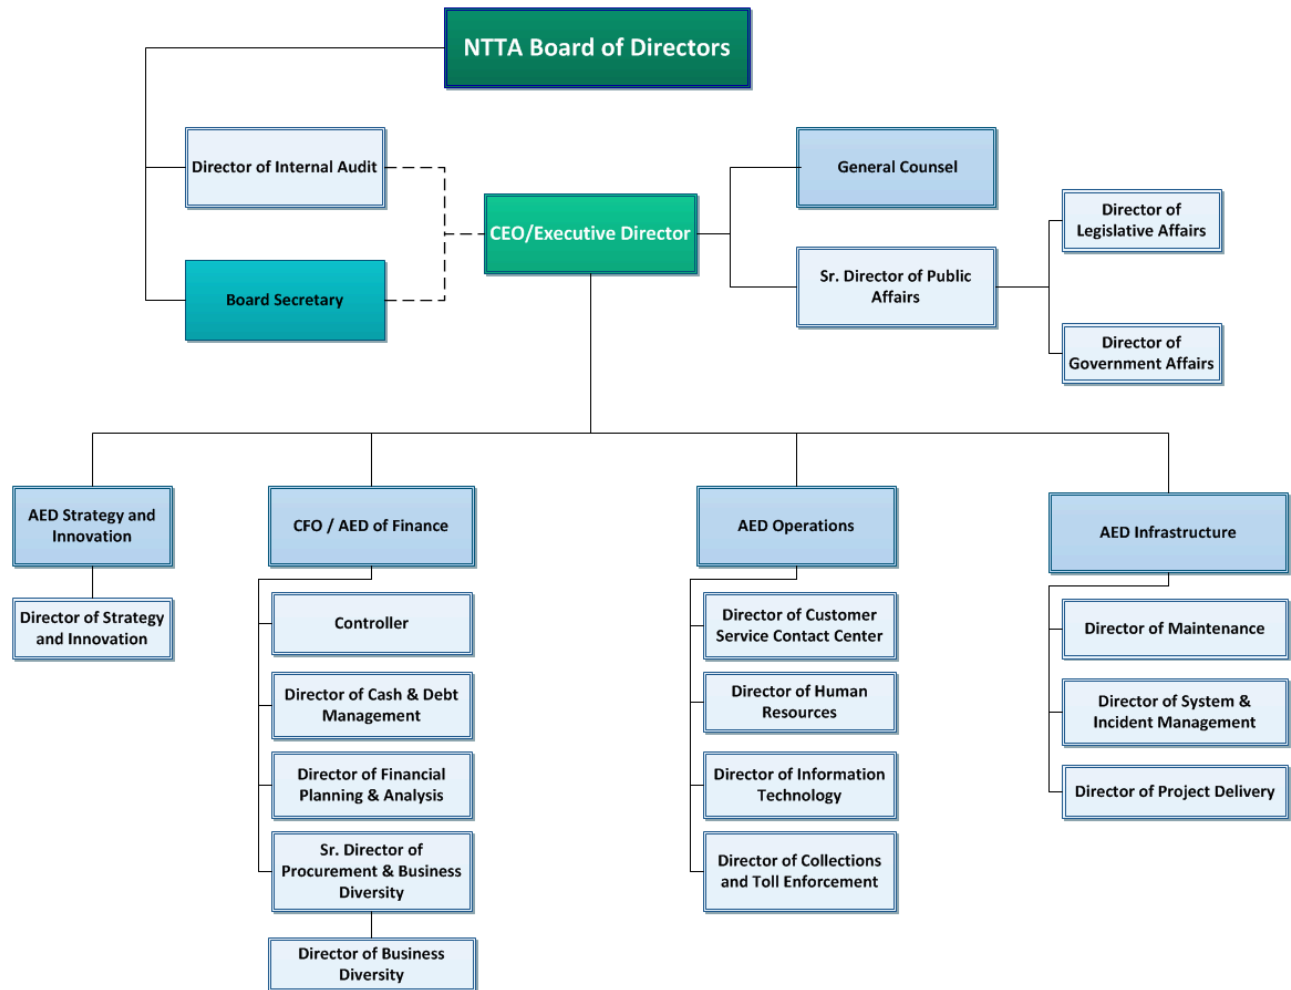 NTTA Board of Directors
Director of Internal Audit
General Counsel
Director of
Legislative Affairs
CEO/Executive Director
Board Secretary
Sr. Director of Public
Affairs
Director of
Government Affairs
AED Strategy and
Innovation
CFO / AED of Finance
AED Operations
AED Infrastructure
Director of Strategy
and Innovation
Controller
Director of Cash & Debt
Management
Director of Financial
Planning & Analysis
Sr. Director of
Procurement & Business
Diversity
Director of Business
Diversity
Director of Customer
Service Contact Center
Director of Human
Resources
Director of Information
Technology
Director of Collections
and Toll Enforcement
Director of Maintenance
Director of System &
Incident Management
Director of Project Delivery